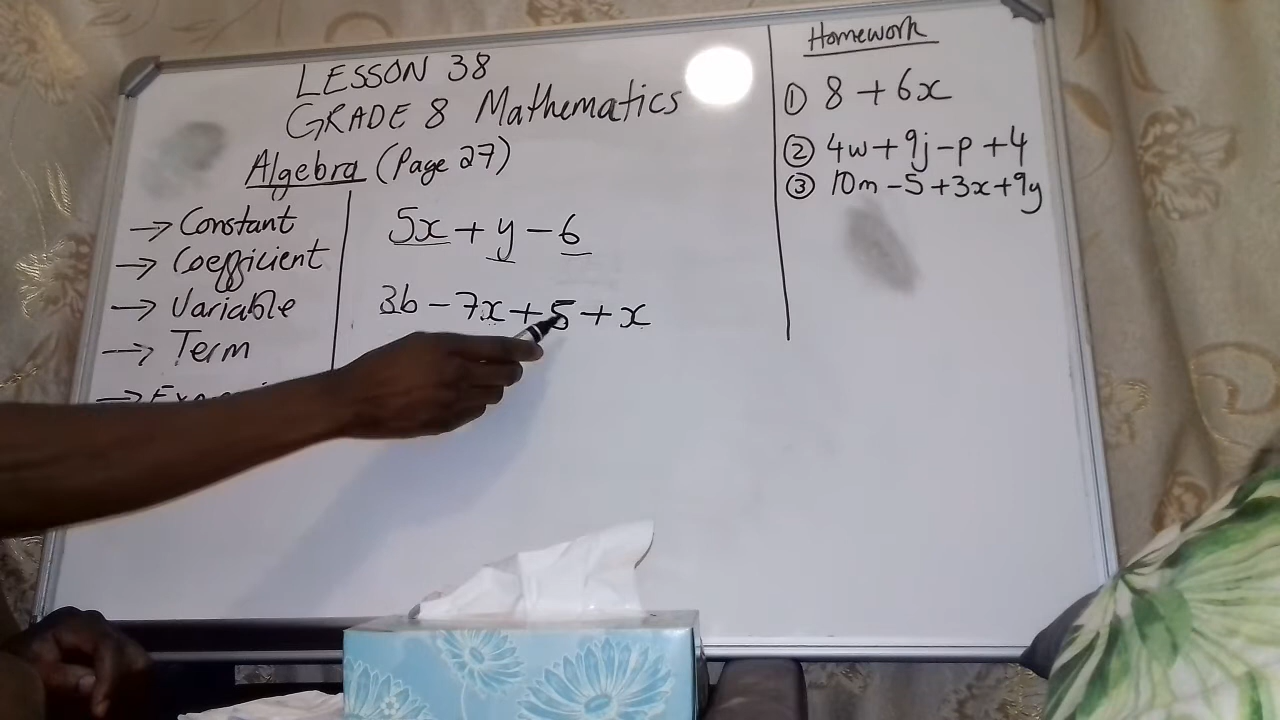 LESSON 38
GRADE 8 Mathematics
Algebra (Page 27)
→ Constant
→ Coefficient
→ Variable
→ Term
5x + y - 6
3b - 7x + 5 + x
Homework
① 8 + 6x
② 4w + 9j - p + 4
③ 10m - 5 + 3x + 9y